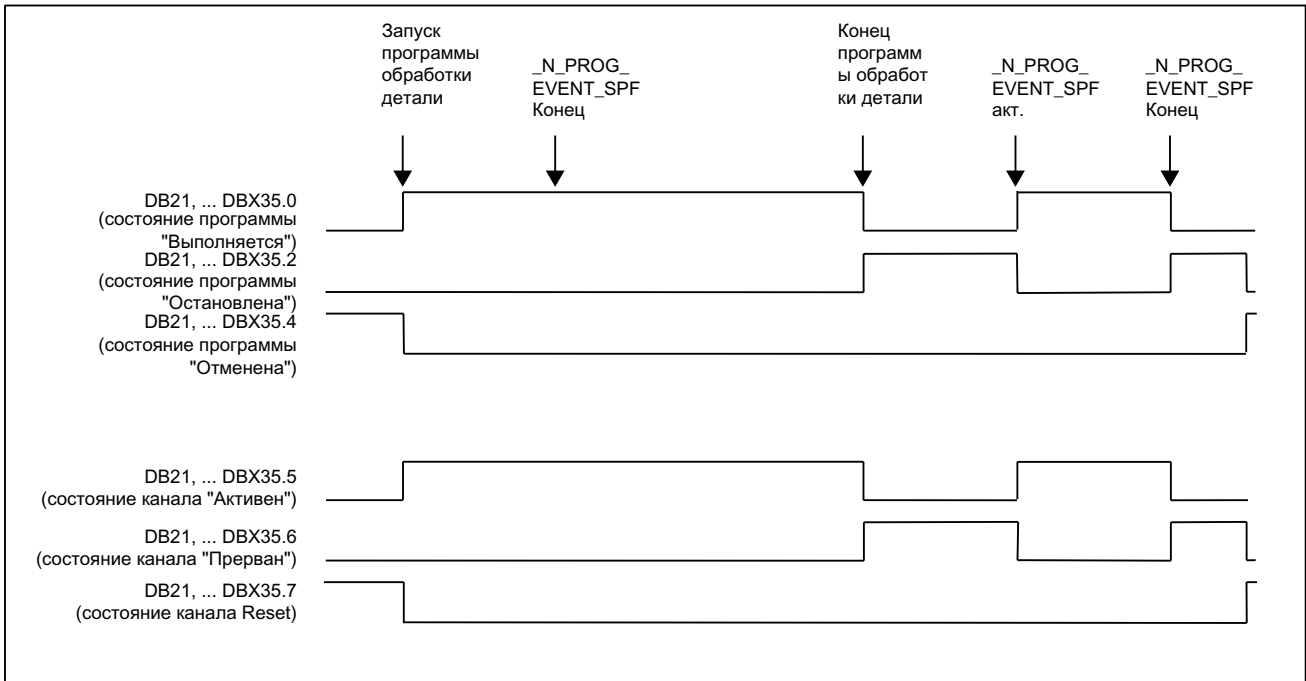 Запуск
программы
обработки
детали
_N_PROG_
EVENT_SPF
Конец
Конец
программ
ы обработ
ки детали
_N_PROG_
EVENT_SPF
акт.
_N_PROG_
EVENT_SPF
Конец
DB21, ... DBX35.0
(состояние программы
"Выполняется")
DB21, ... DBX35.2
(состояние программы
"Остановлена")
DB21, ... DBX35.4
(состояние программы
"Отменена")
DB21, ... DBX35.5
(состояние канала "Активен")
DB21, ... DBX35.6
(состояние канала "Прерван")
DB21, ... DBX35.7
(состояние канала Reset)